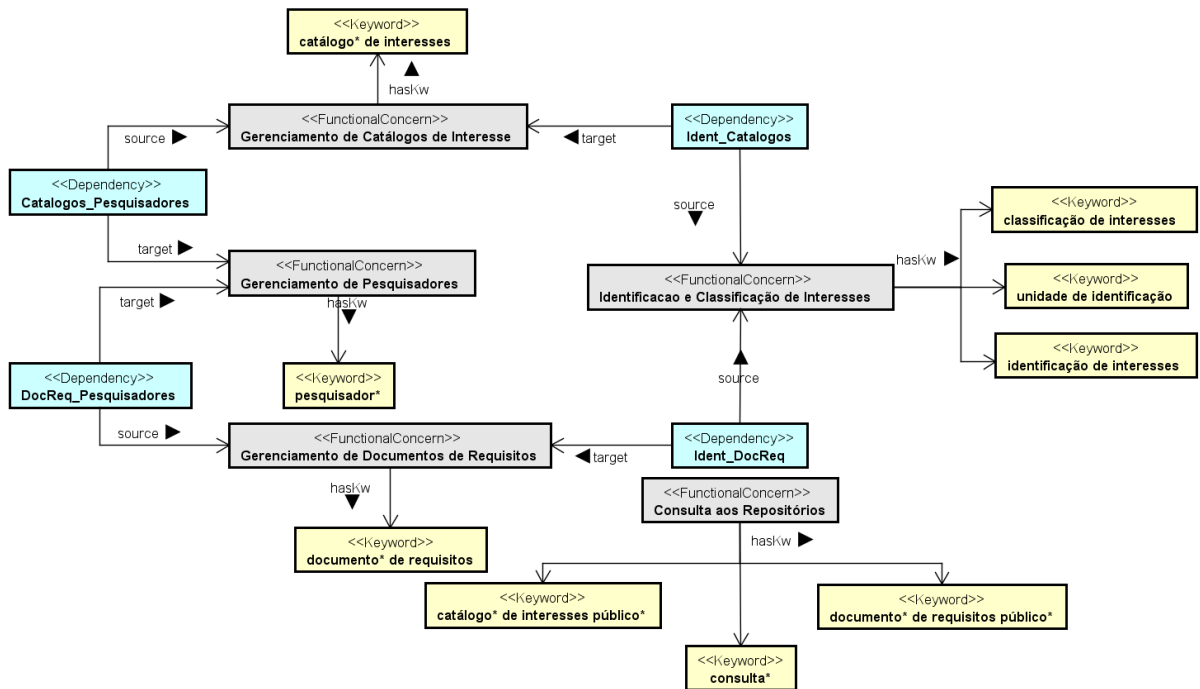 <<Keyword>>
catálogo* de interesses
hasKw
<<FunctionalConcern>>
Gerenciamento de Catálogos de Interesse
<<Dependency>>
Ident_Catalogos
source
target
<<Dependency>>
Catalogos_Pesquisadores
<<Keyword>>
classificação de interesses
source
target
<<FunctionalConcern>>
Gerenciamento de Pesquisadores
hasKw
<<FunctionalConcern>>
Identificacao e Classificação de Interesses
<<Keyword>>
unidade de identificação
target
hasKw
<<Keyword>>
identificação de interesses
<<Dependency>>
DocReq_Pesquisadores
<<Keyword>>
pesquisador*
source
source
<<FunctionalConcern>>
Gerenciamento de Documentos de Requisitos
<<Dependency>>
Ident_DocReq
target
hasKw
<<FunctionalConcern>>
Consulta aos Repositórios
hasKw
<<Keyword>>
documento* de requisitos
<<Keyword>>
catálogo* de interesses público*
<<Keyword>>
documento* de requisitos público*
<<Keyword>>
consulta*